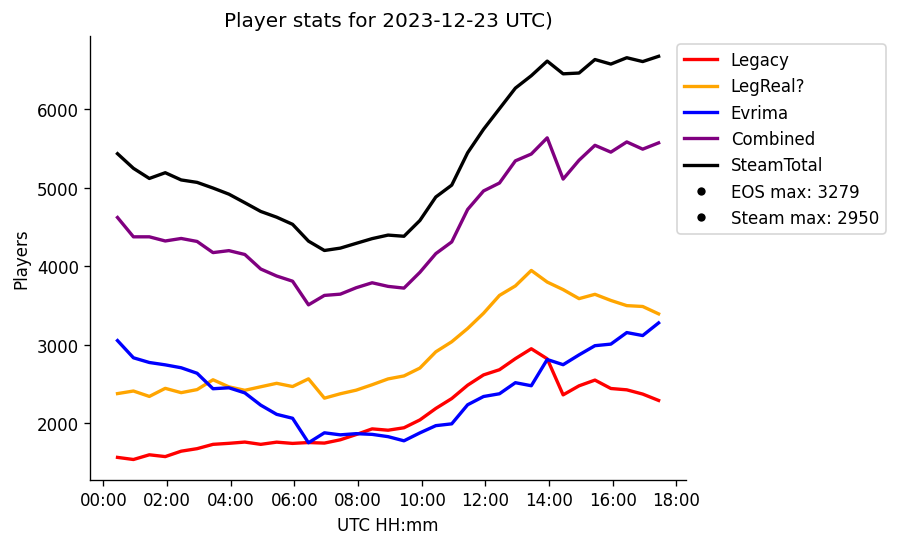 Player stats for 2023-12-23 UTC)
Legacy
LegReal?
Evrima
Combined
SteamTotal
EOS max: 3279
Steam max: 2950
Players
6000
5000
4000
3000
2000
00:00 02:00 04:00 06:00 08:00 10:00 12:00 14:00 16:00 18:00
UTC HH:mm